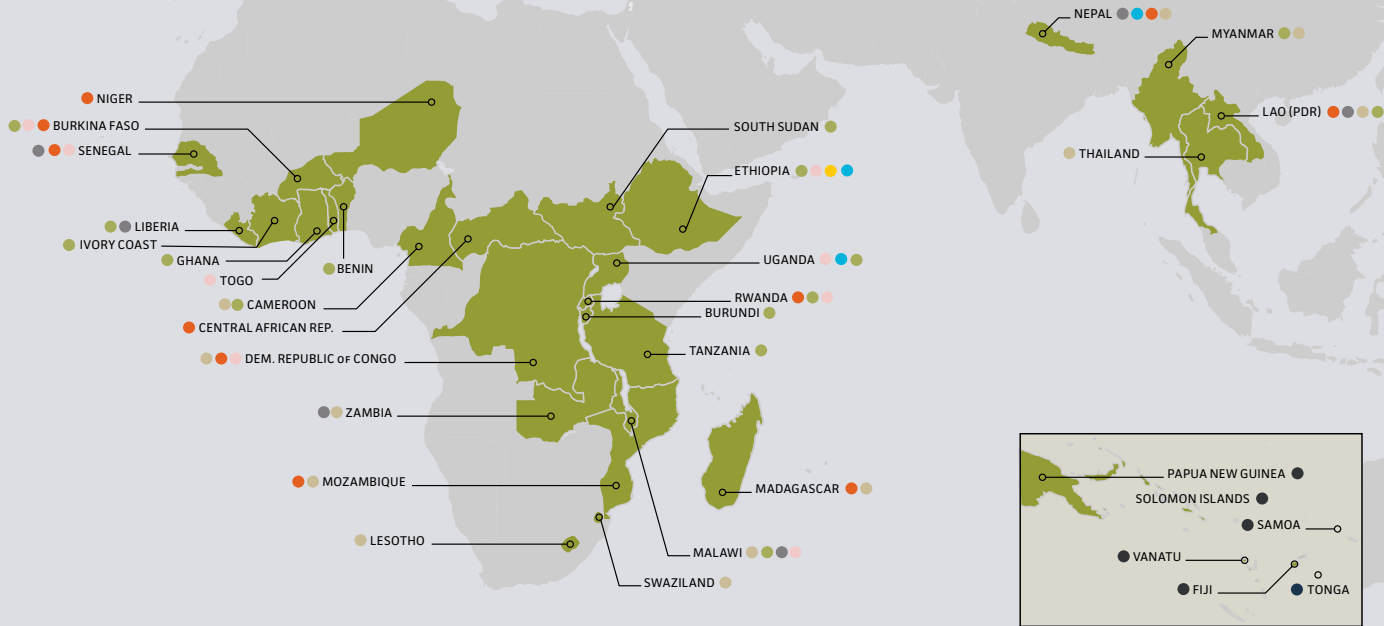 NEPAL
MYANMAR
NIGER
LAO (PDR)
BURKINA FASO
SOUTH SUDAN
SENEGAL
THAILAND
ETHIOPIA
LIBERIA
IVORY COAST
GHANA
UGANDA
BENIN
TOGO
RWANDA
CAMEROON
BURUNDI
CENTRAL AFRICAN REP.
TANZANIA
DEM. REPUBLIC OF CONGO
ZAMBIA
PAPUA NEW GUINEA
MOZAMBIQUE
MADAGASCAR
SOLOMON ISLANDS
SAMOA
LESOTHO
MALAWI
VANATU
SWAZILAND
FIJI
TONGA